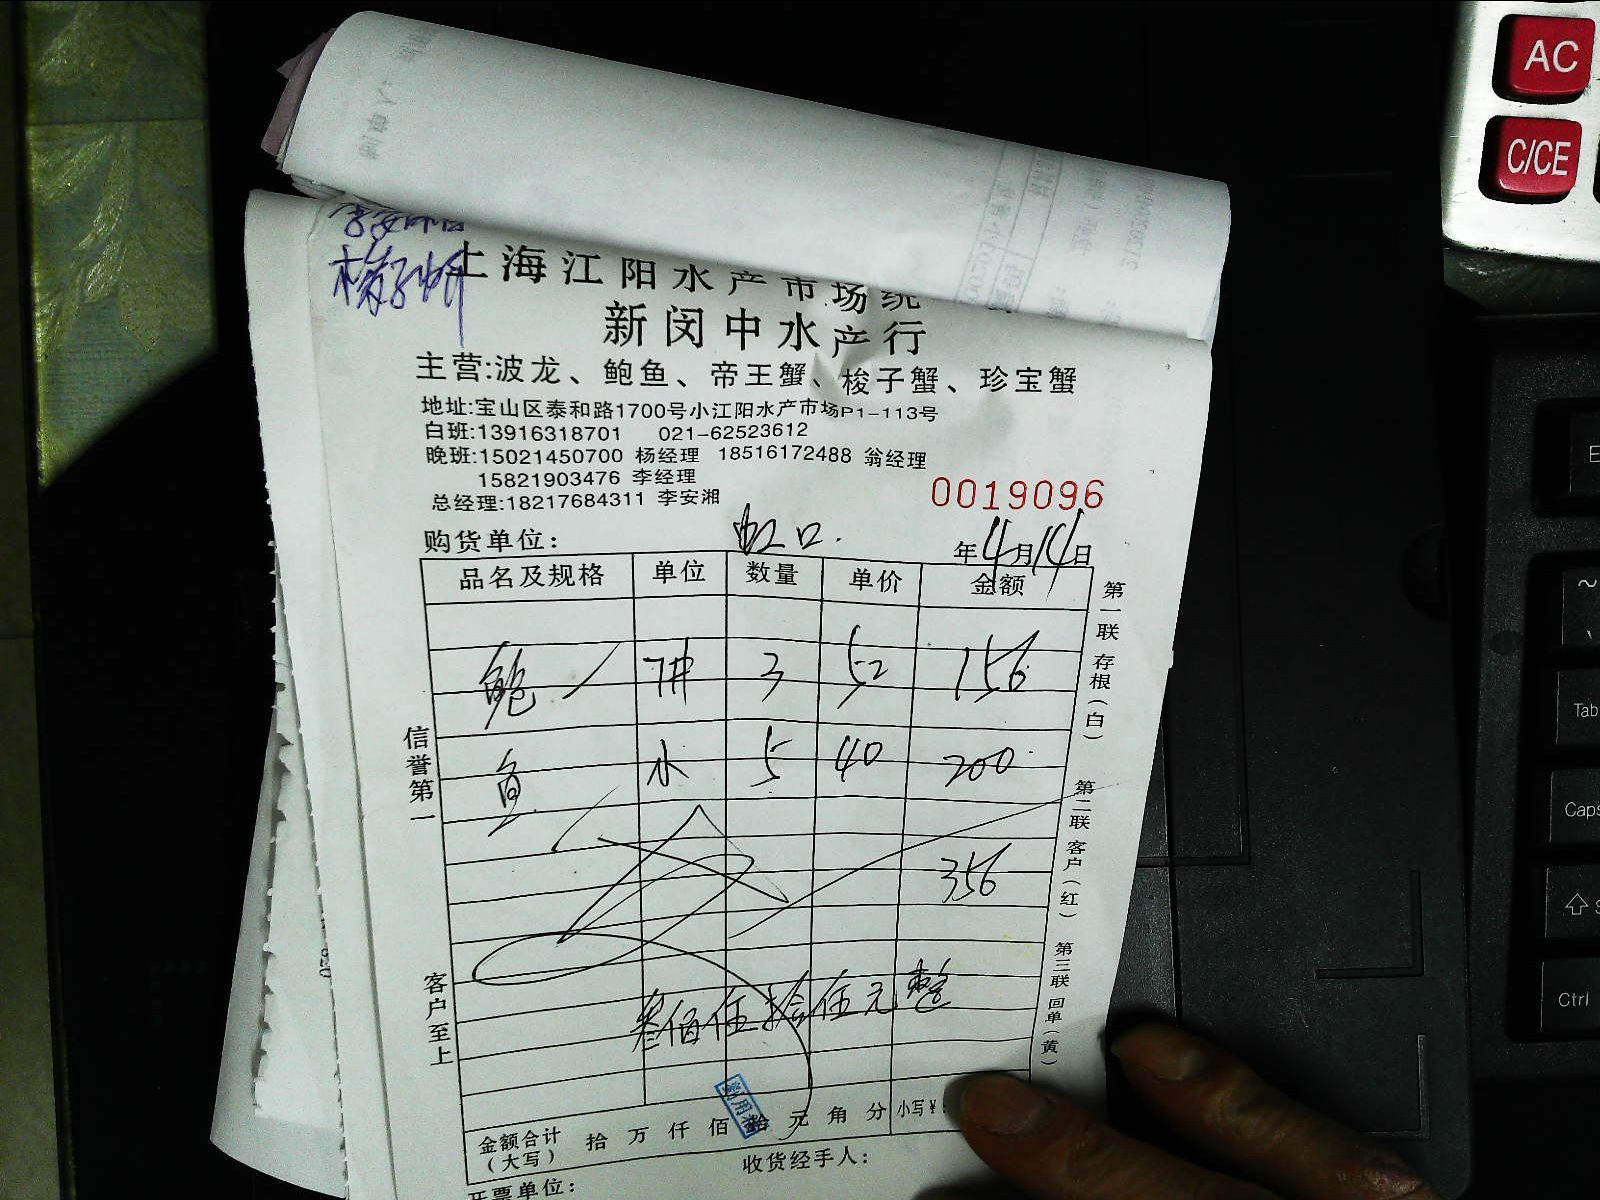 上海江阳水产市场统
新闵中水产行
主营:波龙、鲍鱼、帝王蟹、梭子蟹、珍宝蟹
地址:宝山区泰和路1700号小江阳水产市场P1-113号
白班:13916318701 021-62523612
晚班:15021450700 杨经理 18516172488 翁经理
15821903476 李经理
总经理:18217684311 李安湘
0019096
购货单位: 虹口. 年4月14日
品名及规格 单位 数量 单价 金额
鲍 3 52 156
鱼 5 40 200
356
叁佰伍拾 元整
金额合计(大写) 拾 万 仟 佰 拾 元 角 分 小写¥:
收货经手人:
开票单位:
信誉第一
客户至上
第一联 存根(白)
第二联 客户(红)
第三联 回单(黄)
AC
C/CE
Tab
Caps
Ctrl